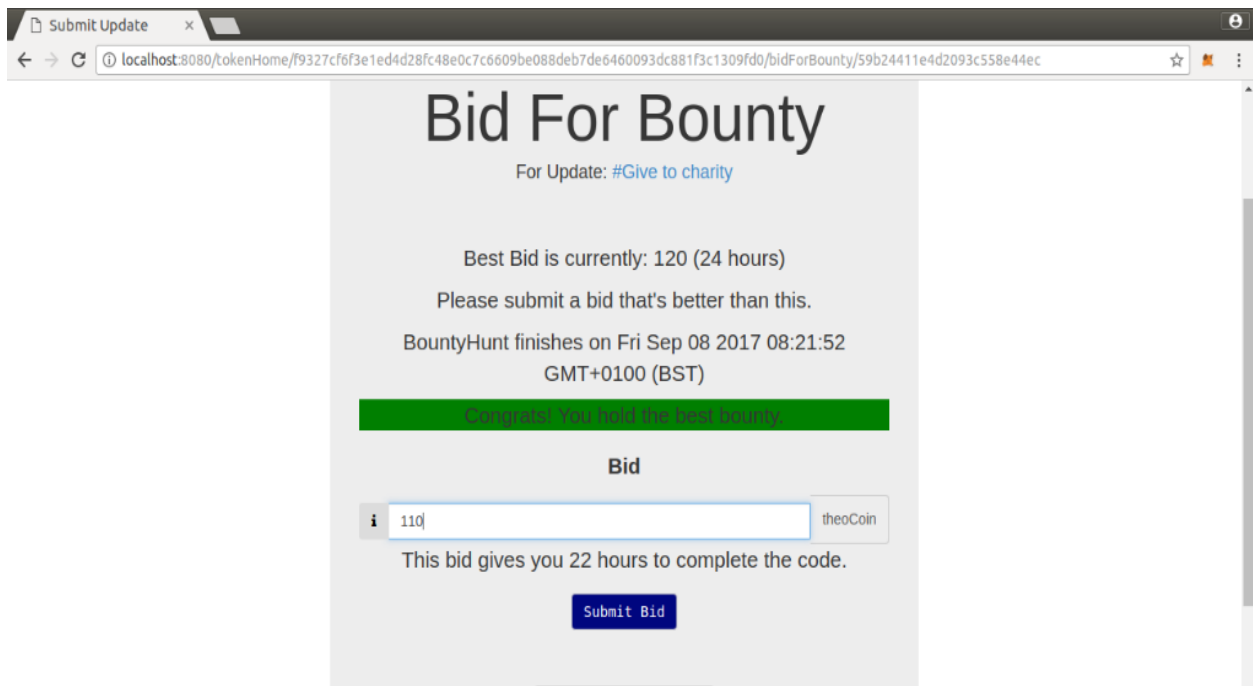 Submit Update
localhost:8080/tokenHome/f9327cf6f3e1ed4d28fc48e0c7c6609be088deb7de6460093dc881f3c1309fd0/bidForBounty/59b24411e4d2093c558e44ec
Bid For Bounty
For Update: #Give to charity
Best Bid is currently: 120 (24 hours)
Please submit a bid that's better than this.
BountyHunt finishes on Fri Sep 08 2017 08:21:52
GMT+0100 (BST)
Congrats! You hold the best bounty.
Bid
110 theoCoin
This bid gives you 22 hours to complete the code.
Submit Bid